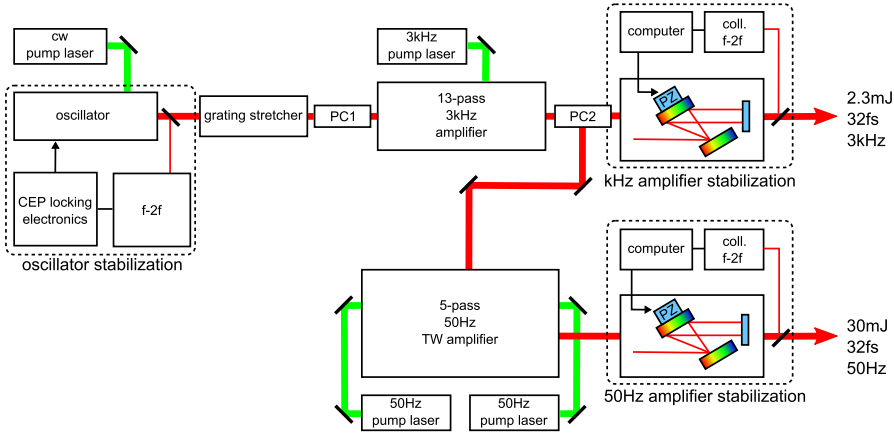 cw
pump laser
oscillator
CEP locking
electronics
f-2f
oscillator stabilization
grating stretcher
PC1
3kHz
pump laser
13-pass
3kHz
amplifier
PC2
computer
coll.
f-2f
PZ
kHz amplifier stabilization
2.3mJ
32fs
3kHz
5-pass
50Hz
TW amplifier
50Hz
pump laser
50Hz
pump laser
computer
coll.
f-2f
PZ
50Hz amplifier stabilization
30mJ
32fs
50Hz